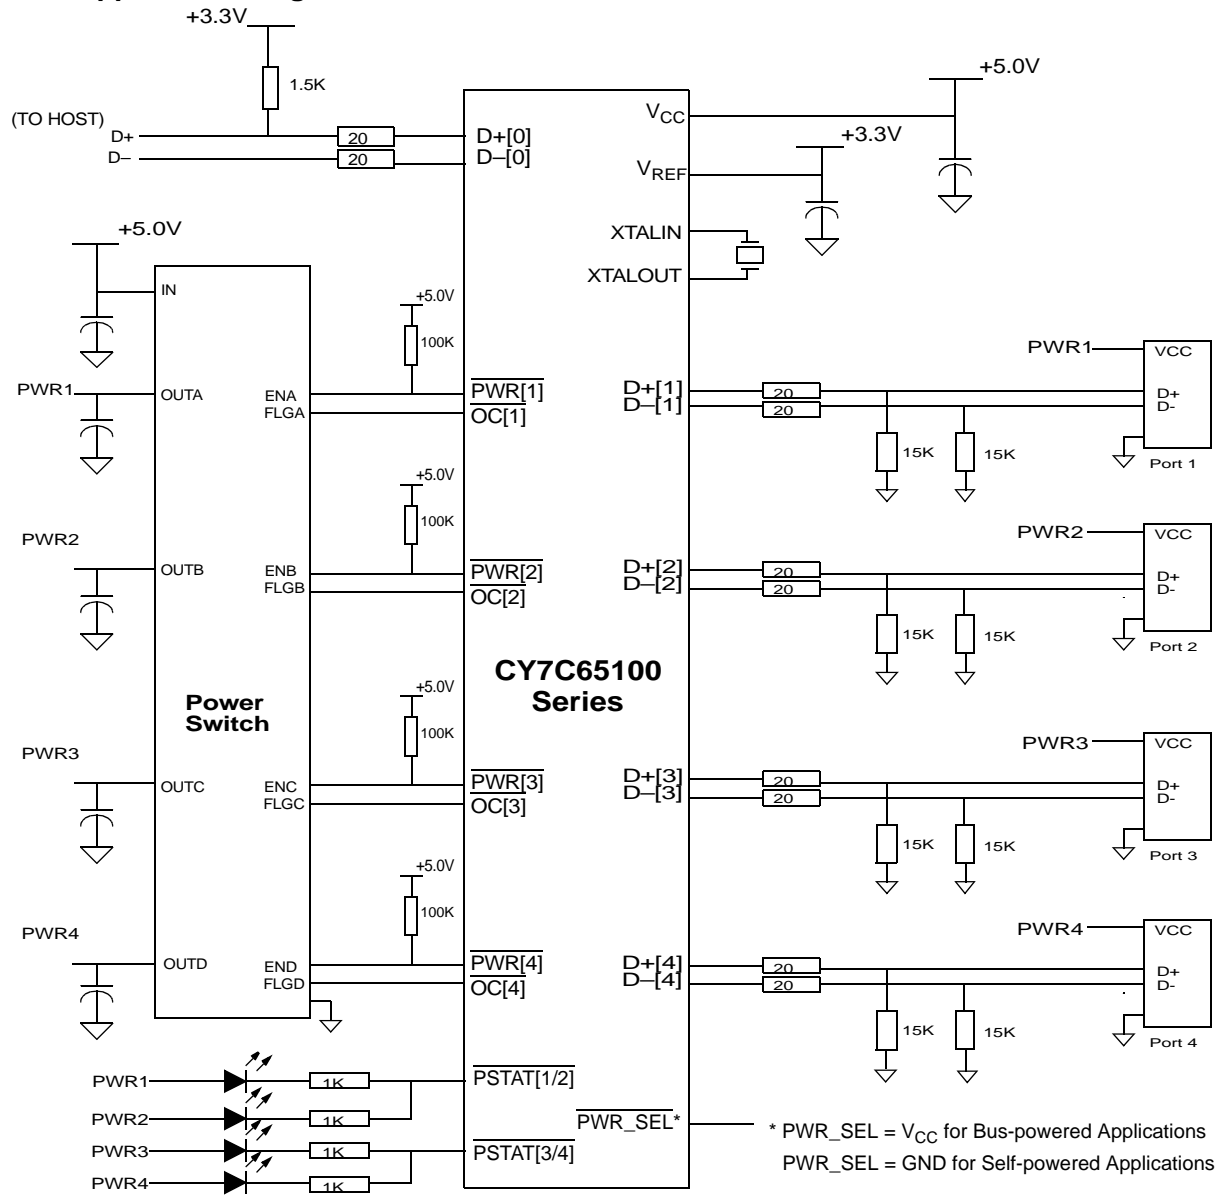 +3.3V
1.5K
(TO HOST)
D+
D–
20
20
D+[0]
D–[0]
VCC
VREF
XTALIN
XTALOUT
+5.0V
+3.3V
+5.0V
IN
PWR1
OUTA
ENA
FLGA
+5.0V
100K
PWR[1]
OC[1]
PWR2
OUTB
ENB
FLGB
+5.0V
100K
PWR[2]
OC[2]
Power
Switch
CY7C65100
Series
PWR3
OUTC
ENC
FLGC
+5.0V
100K
PWR[3]
OC[3]
PWR4
OUTD
END
FLGD
+5.0V
100K
PWR[4]
OC[4]
D+[1]
D–[1]
20
20
15K
15K
PWR1
VCC
D+
D-
Port 1
D+[2]
D–[2]
20
20
15K
15K
PWR2
VCC
D+
D-
Port 2
D+[3]
D–[3]
20
20
15K
15K
PWR3
VCC
D+
D-
Port 3
D+[4]
D–[4]
20
20
15K
15K
PWR4
VCC
D+
D-
Port 4
PWR1
1K
PWR2
1K
PSTAT[1/2]
PWR3
1K
PWR4
1K
PSTAT[3/4]
PWR_SEL*
* PWR_SEL = VCC for Bus-powered Applications
PWR_SEL = GND for Self-powered Applications